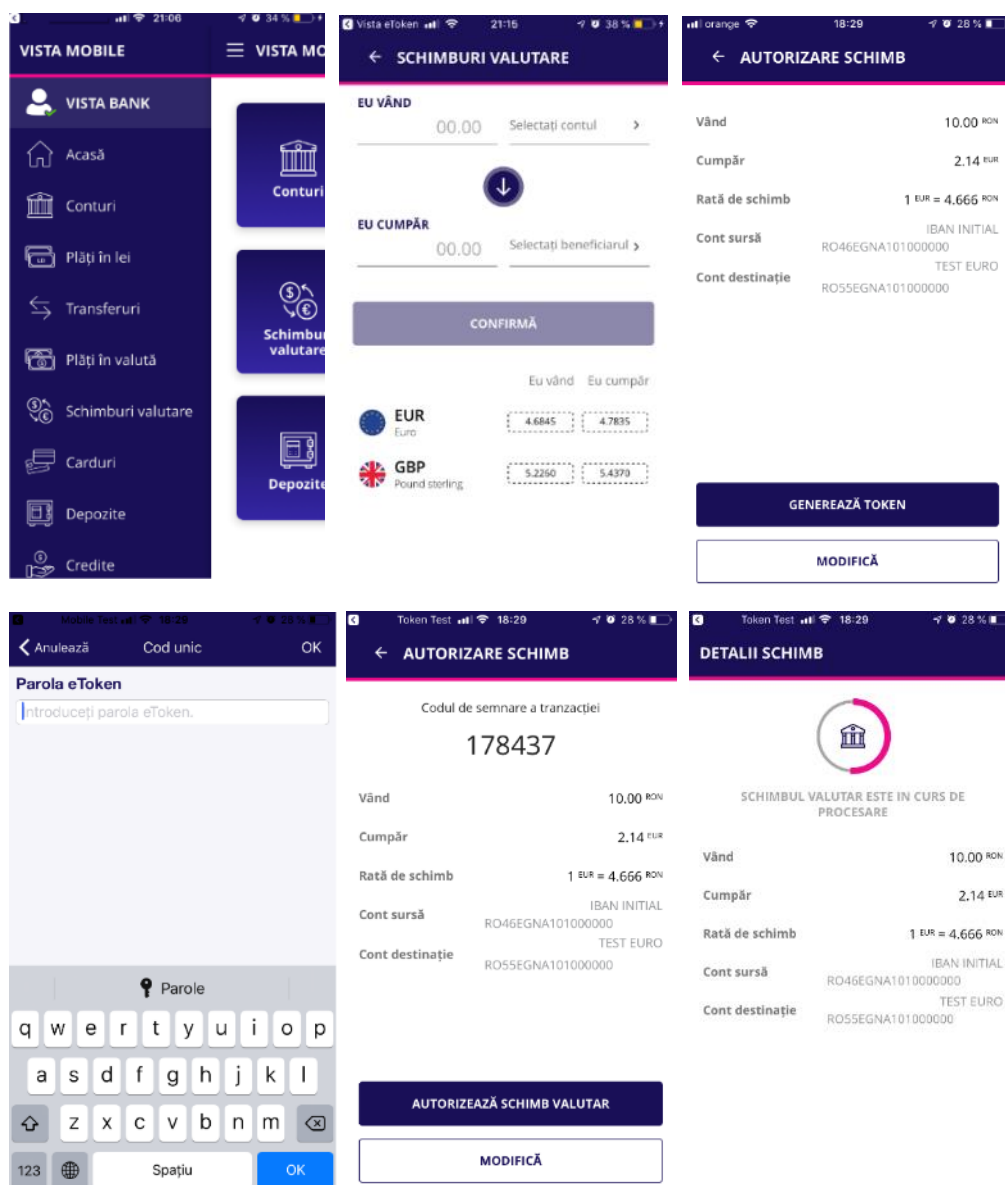 21:06
34 %
VISTA MOBILE
VISTA MO
VISTA BANK
Acasă
Conturi
Plăți în lei
Transferuri
Plăți în valută
Schimburi valutare
Carduri
Depozite
Credite
Conturi
Schimbur
valutare
Depozite
Vista eToken
21:15
38 %
SCHIMBURI VALUTARE
EU VÂND
00.00 Selectați contul
EU CUMPĂR
00.00 Selectați beneficiarul
CONFIRMĂ
Eu vând Eu cumpăr
EUR 4.6845 4.7835
Euro
GBP 5.2260 5.4370
Pound sterling
orange 18:29 28 %
AUTORIZARE SCHIMB
Vând 10.00 RON
Cumpăr 2.14 EUR
Rată de schimb 1 EUR = 4.666 RON
Cont sursă IBAN INITIAL
RO46EGNA101000000
Cont destinație TEST EURO
RO55EGNA101000000
GENEREAZĂ TOKEN
MODIFICĂ
Mobile Test 18:29 28 %
Anulează Cod unic OK
Parola eToken
Introduceți parola eToken.
Parole
q w e r t y u i o p
a s d f g h j k l
z x c v b n m
123 Spațiu OK
Token Test 18:29 28 %
AUTORIZARE SCHIMB
Codul de semnare a tranzacției
178437
Vând 10.00 RON
Cumpăr 2.14 EUR
Rată de schimb 1 EUR = 4.666 RON
Cont sursă IBAN INITIAL
RO46EGNA101000000
Cont destinație TEST EURO
RO55EGNA101000000
AUTORIZEAZĂ SCHIMB VALUTAR
MODIFICĂ
Token Test 18:29 28 %
DETALII SCHIMB
SCHIMBUL VALUTAR ESTE IN CURS DE
PROCESARE
Vând 10.00 RON
Cumpăr 2.14 EUR
Rată de schimb 1 EUR = 4.666 RON
Cont sursă IBAN INITIAL
RO46EGNA101000000
Cont destinație TEST EURO
RO55EGNA101000000